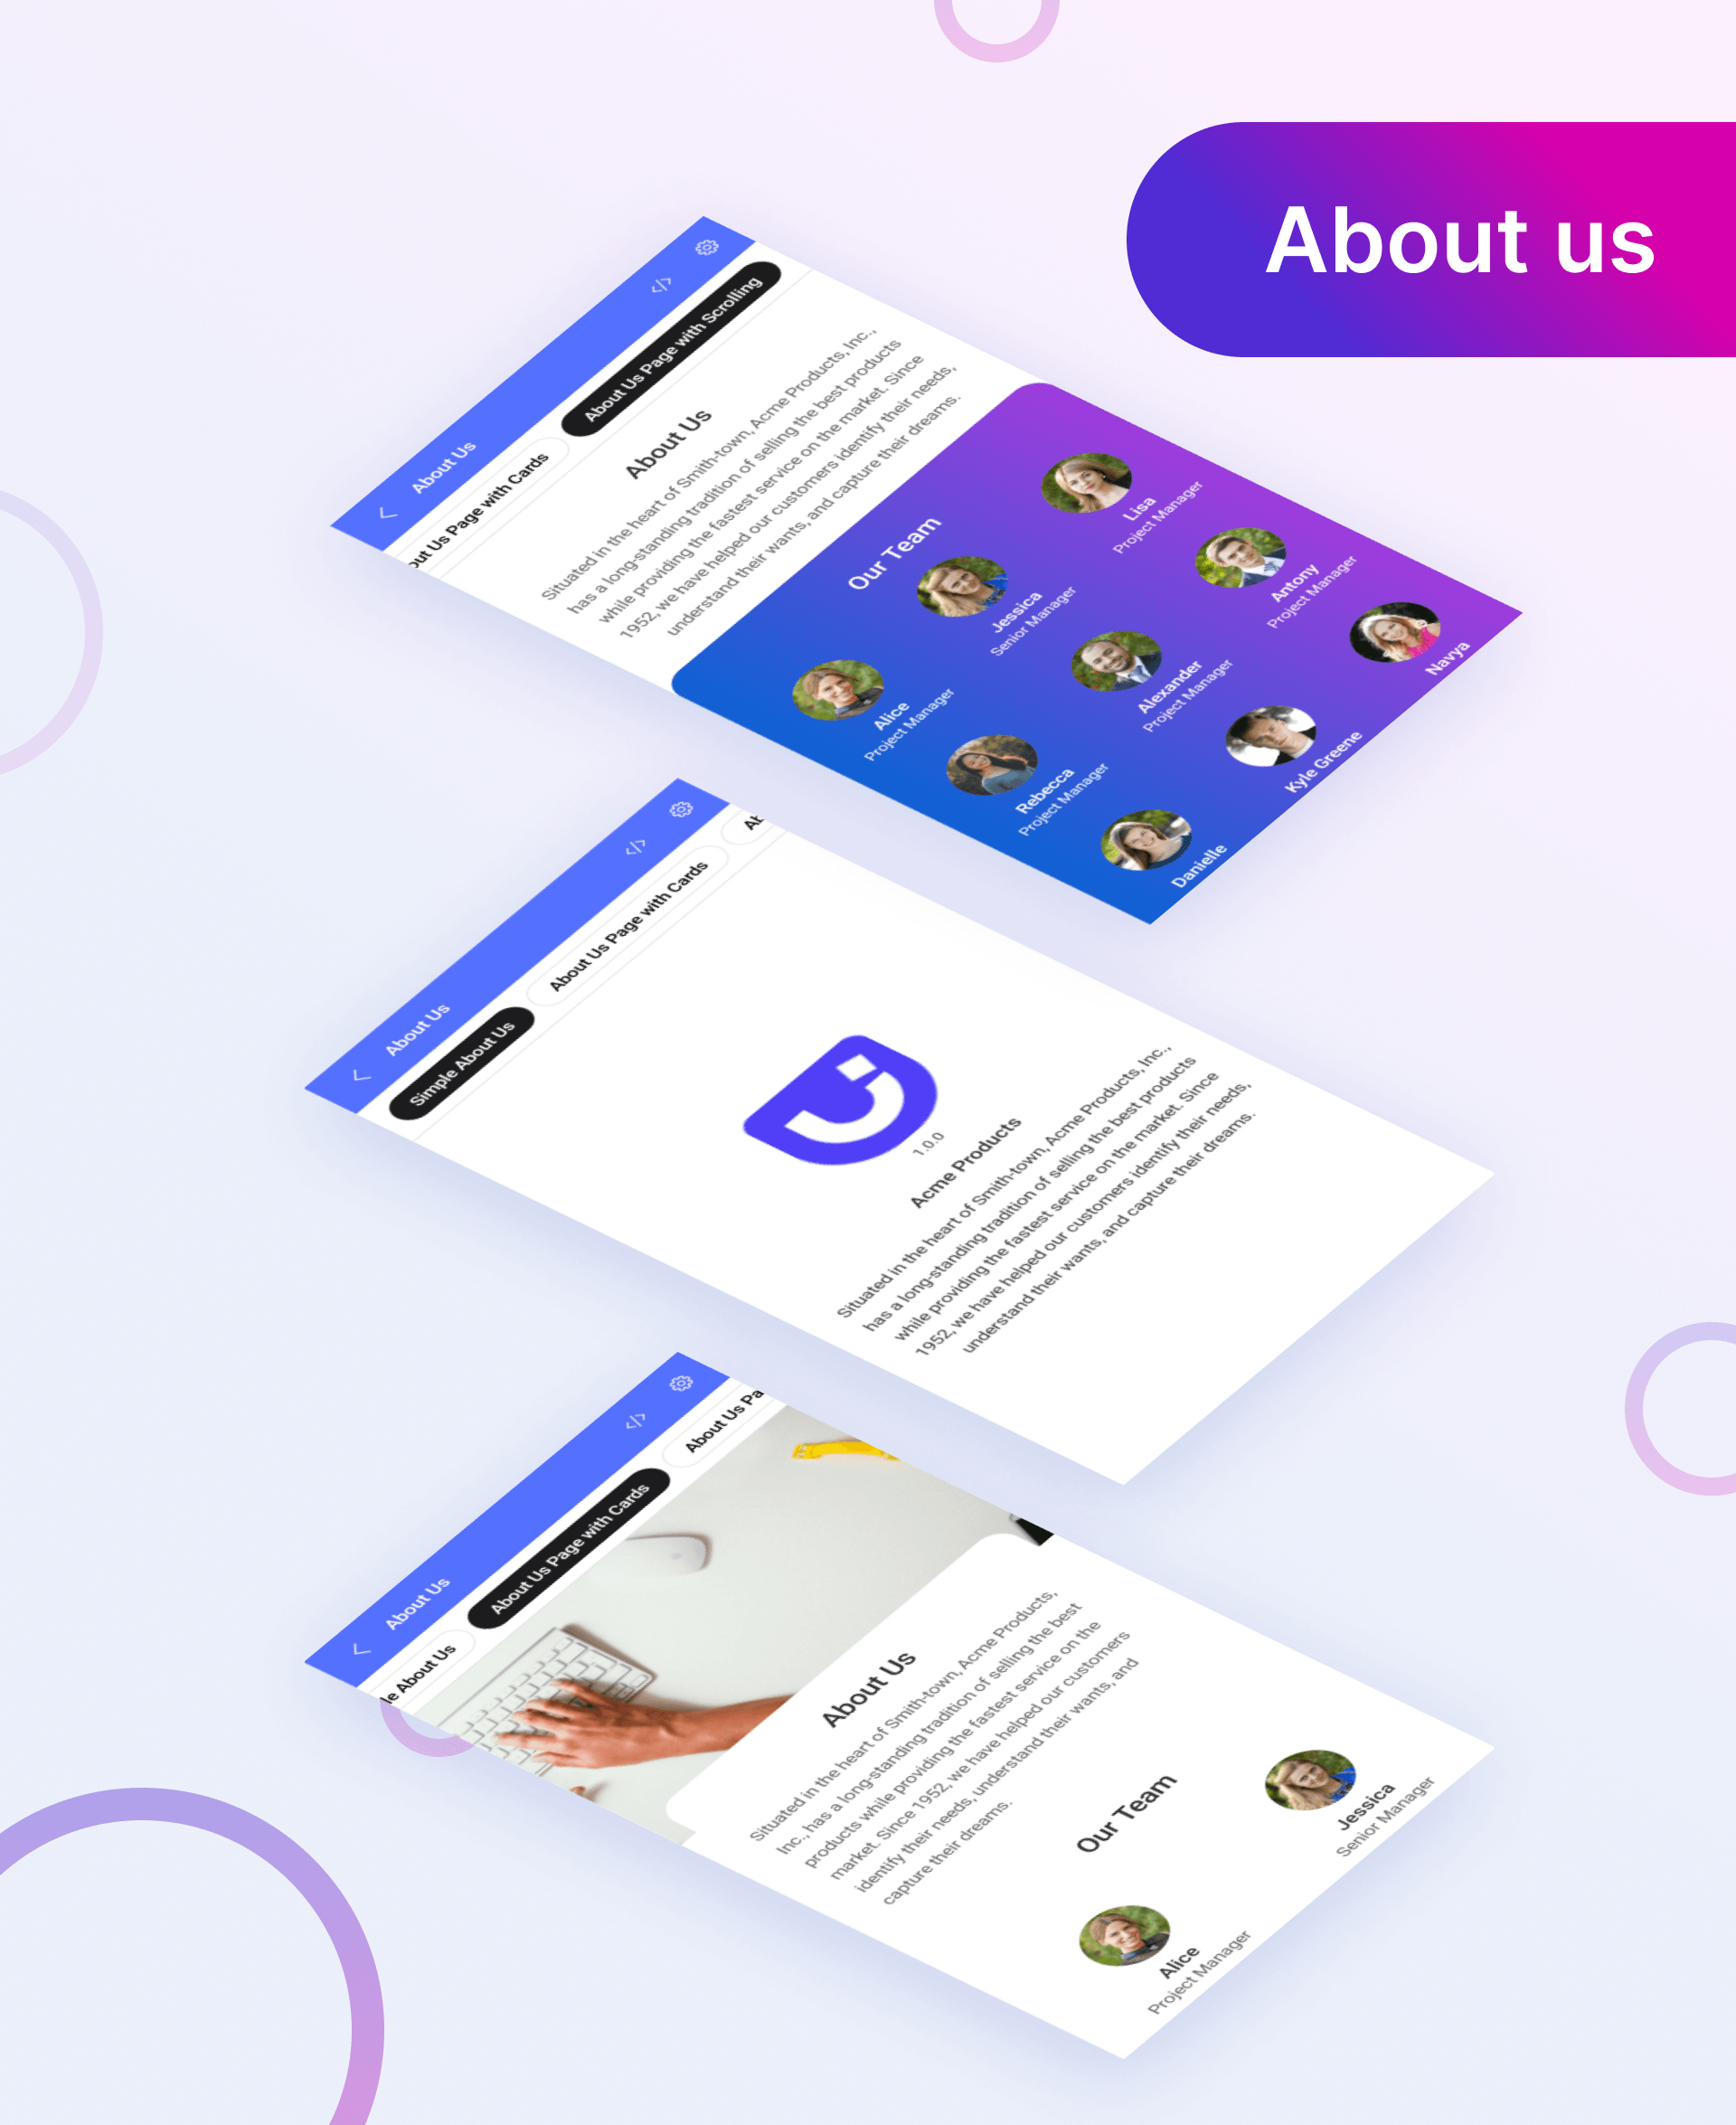 About us
About Us
</>
out Us Page with Cards
About Us Page with Scrolling
About Us
Situated in the heart of Smith-town, Acme Products, Inc.,
has a long-standing tradition of selling the best products
while providing the fastest service on the market. Since
1952, we have helped our customers identify their needs,
understand their wants, and capture their dreams.
Our Team
Alice
Project Manager
Jessica
Senior Manager
Lisa
Project Manager
Rebecca
Project Manager
Alexander
Project Manager
Antony
Project Manager
Danielle
Kyle Greene
Navya
About Us
</>
Simple About Us
About Us Page with Cards
Ab
1.0.0
Acme Products
Situated in the heart of Smith-town, Acme Products, Inc.,
has a long-standing tradition of selling the best products
while providing the fastest service on the market. Since
1952, we have helped our customers identify their needs,
understand their wants, and capture their dreams.
About Us
</>
le About Us
About Us Page with Cards
About Us Pa
About Us
Situated in the heart of Smith-town, Acme Products,
Inc., has a long-standing tradition of selling the best
products while providing the fastest service on the
market. Since 1952, we have helped our customers
identify their needs, understand their wants, and
capture their dreams.
Our Team
Alice
Project Manager
Jessica
Senior Manager